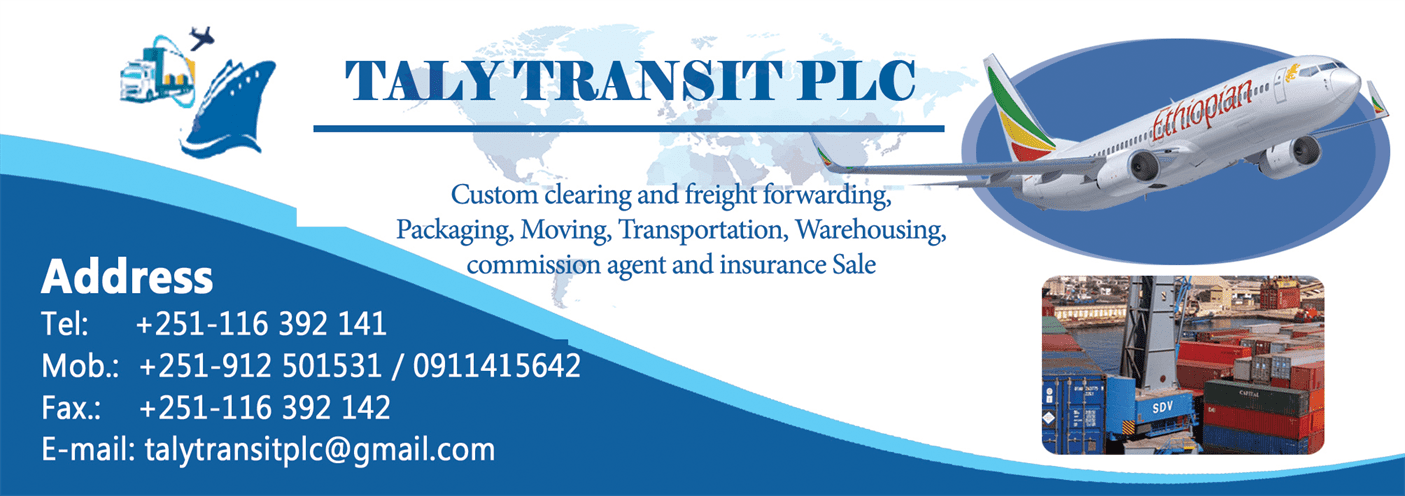 TALY TRANSIT PLC
Ethiopian
Custom clearing and freight forwarding,
Packaging, Moving, Transportation, Warehousing,
commission agent and insurance Sale
Address
Tel: +251-116 392 141
Mob.: +251-912 501531 / 0911415642
Fax.: +251-116 392 142
E-mail: talytransitplc@gmail.com
SDV
CAPITAL